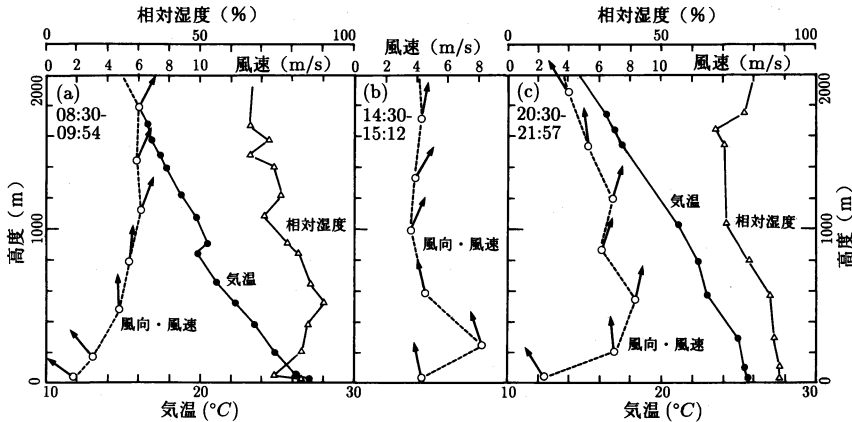 相対湿度 (%)
0 50 100
0 2 4 6 8 風速 (m/s)
風速 (m/s)
0 4 8
相対湿度 (%)
0 50 100
0 2 4 6 8 10 風速 (m/s)
高度 (m)
2000
1000
0
(a)
08:30-
09:54
相対湿度
気温
風向・風速
10 20 30
気温 (°C)
(b)
14:30-
15:12
風向・風速
(c)
20:30-
21:57
気温
相対湿度
風向・風速
10 20 30
気温 (°C)
2000
1000
0
高度 (m)